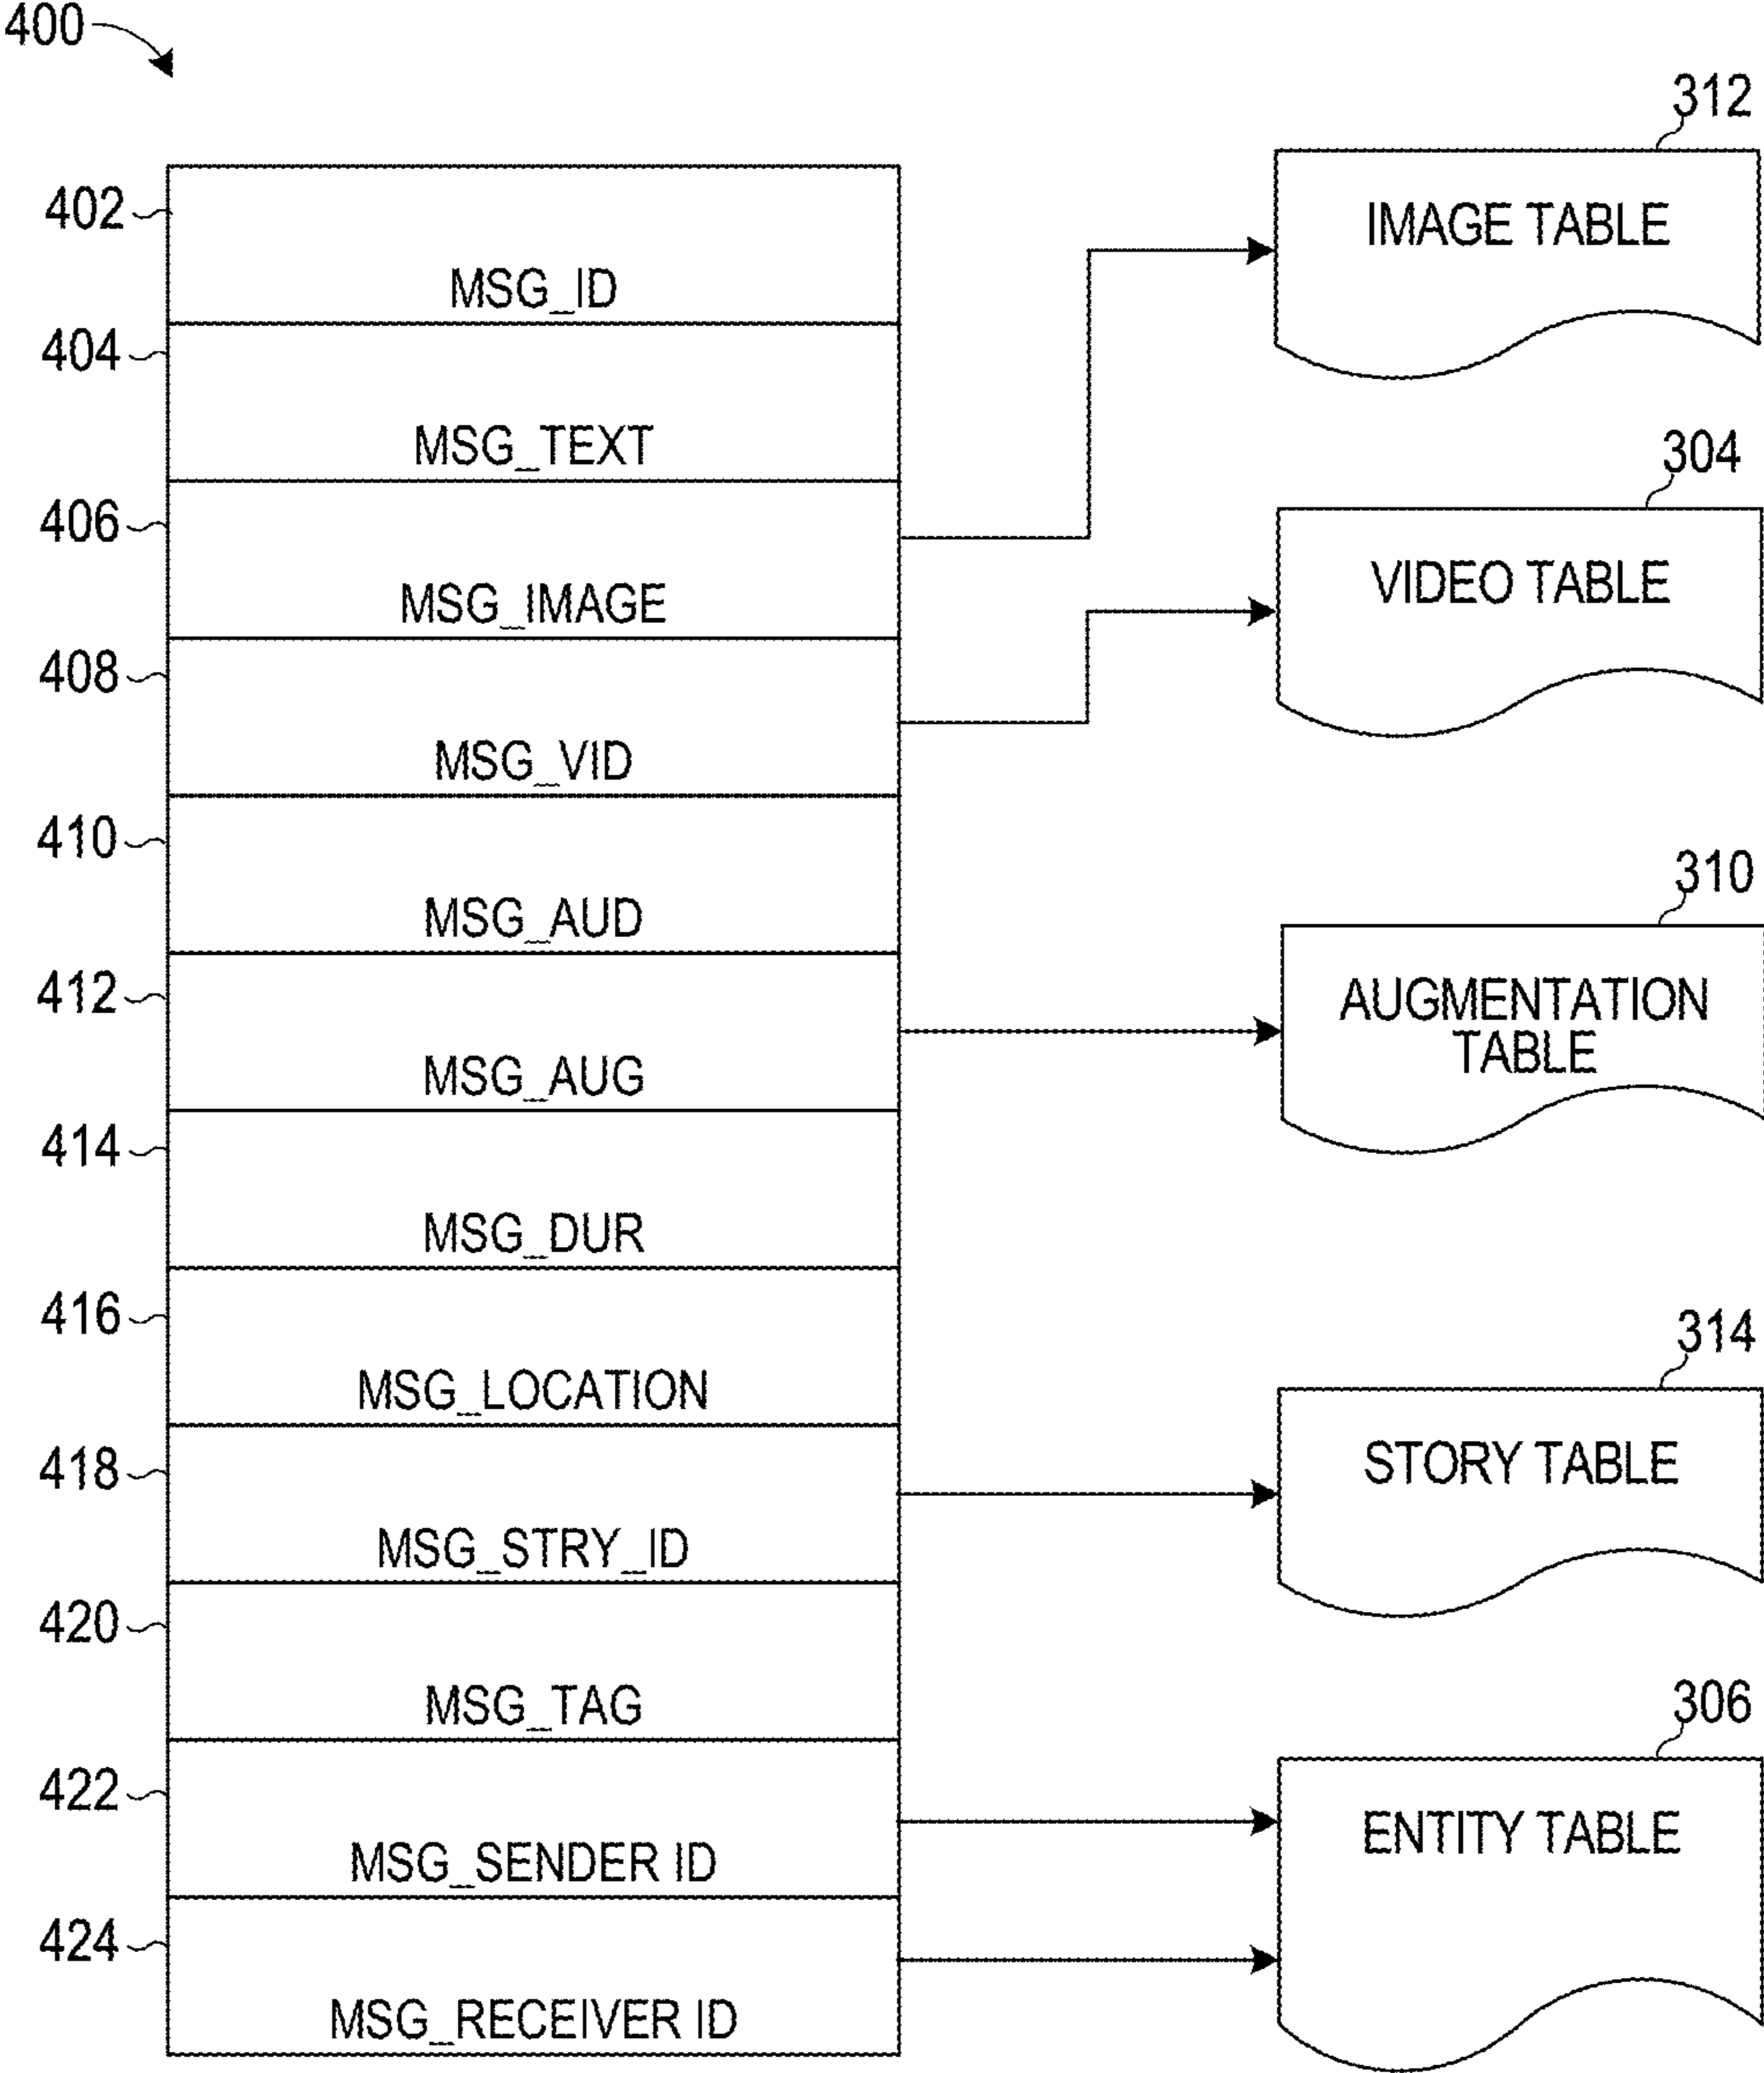 400
312
402
IMAGE TABLE
MSG_ID
404
MSG_TEXT
304
406
VIDEO TABLE
MSG_IMAGE
408
MSG_VID
410
310
MSG_AUD
412
AUGMENTATION
TABLE
MSG_AUG
414
MSG_DUR
416
314
MSG_LOCATION
418
STORY TABLE
MSG_STRY_ID
420
MSG_TAG
306
422
ENTITY TABLE
MSG_SENDER ID
424
MSG_RECEIVER ID